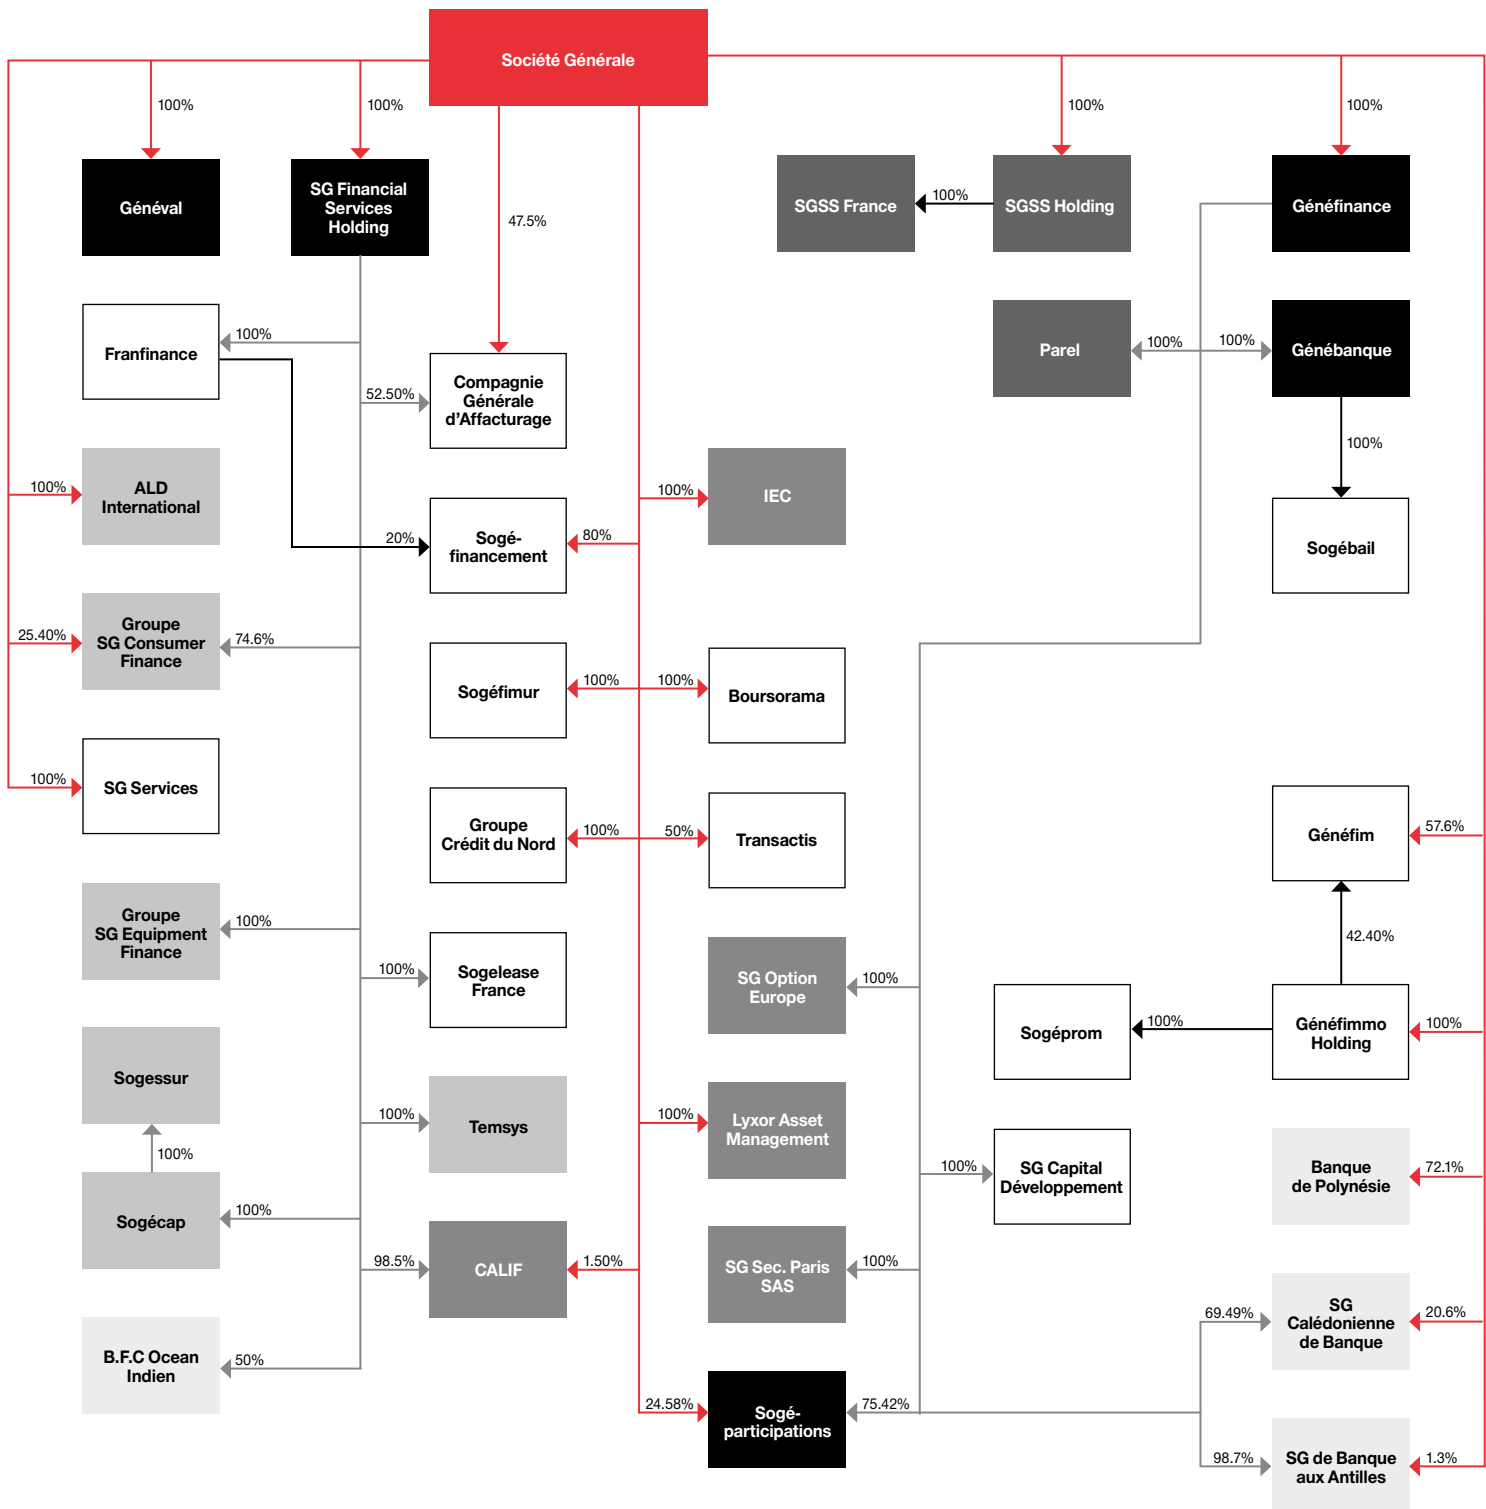 Société Générale
100%
100%
100%
100%
Généval
SG Financial
Services
Holding
47.5%
SGSS France
100%
SGSS Holding
Généfinance
Franfinance
100%
52.50%
Compagnie
Générale
d'Affacturage
Parel
100%
100%
Génébanque
100%
100%
ALD
International
20%
Sogé-
financement
80%
100%
IEC
Sogébail
25.40%
Groupe
SG Consumer
Finance
74.6%
Sogéfimur
100%
100%
Boursorama
100%
SG Services
Groupe
Crédit du Nord
100%
50%
Transactis
Généfim
57.6%
42.40%
Groupe
SG Equipment
Finance
100%
100%
Sogelease
France
SG Option
Europe
100%
Sogéprom
100%
Généfimmo
Holding
100%
Sogessur
100%
100%
Temsys
100%
Lyxor Asset
Management
100%
SG Capital
Développement
Banque
de Polynésie
72.1%
Sogécap
100%
98.5%
CALIF
1.50%
SG Sec. Paris
SAS
100%
69.49%
SG
Calédonienne
de Banque
20.6%
B.F.C Ocean
Indien
50%
24.58%
Sogé-
participations
75.42%
98.7%
SG de Banque
aux Antilles
1.3%